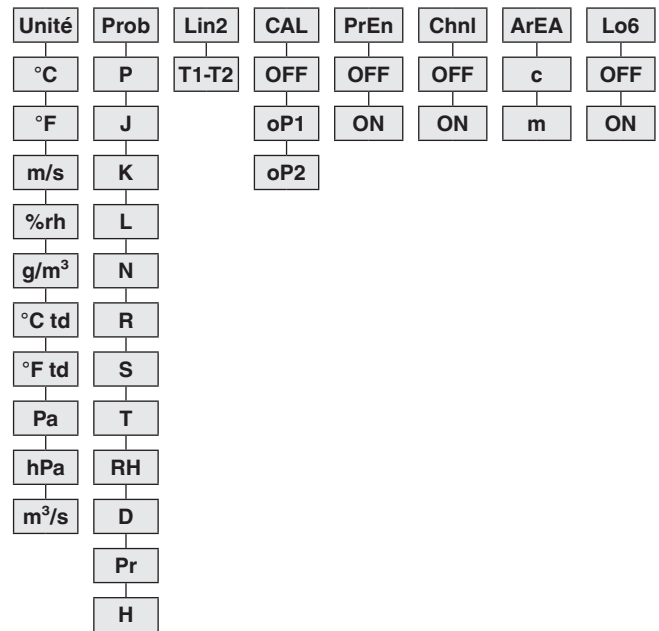 Unité Prob Lin2 CAL PrEn Chnl ArEA Lo6
°C P T1-T2 OFF OFF OFF c OFF
°F J oP1 ON ON m ON
m/s K oP2
%rh L
g/m³ N
°C td R
°F td S
Pa T
hPa RH
m³/s D
Pr
H